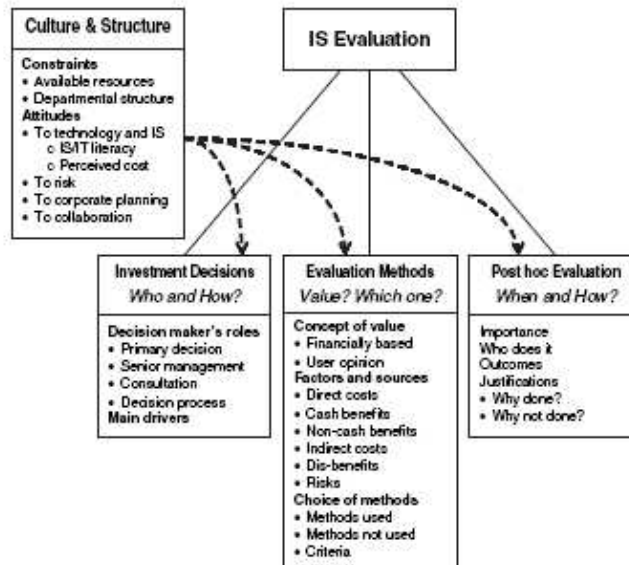 Culture & Structure
Constraints
• Available resources
• Departmental structure
Attitudes
• To technology and IS
o IS/IT literacy
o Perceived cost
• To risk
• To corporate planning
• To collaboration
IS Evaluation
Investment Decisions
Who and How?
Decision maker's roles
• Primary decision
• Senior management
• Consultation
• Decision process
Main drivers
Evaluation Methods
Value? Which one?
Concept of value
• Financially based
• User opinion
Factors and sources
• Direct costs
• Cash benefits
• Non-cash benefits
• Indirect costs
• Dis-benefits
• Risks
Choice of methods
• Methods used
• Methods not used
• Criteria
Post hoc Evaluation
When and How?
Importance
Who does it
Outcomes
Justifications
• Why done?
• Why not done?